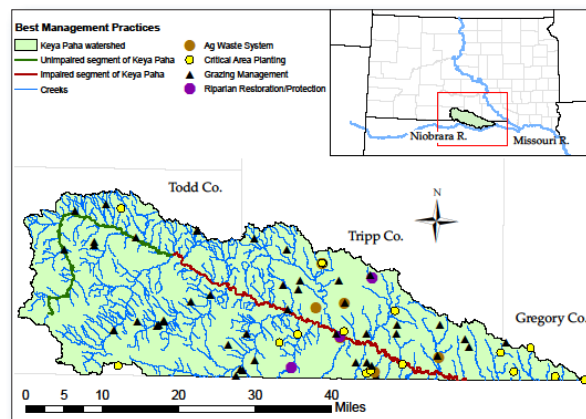 Best Management Practices
Keya Paha watershed
Unimpaired segment of Keya Paha
Impaired segment of Keya Paha
Creeks
Ag Waste System
Critical Area Planting
Grazing Management
Riparian Restoration/Protection
Niobrara R.
Missouri R.
Todd Co.
N
Tripp Co.
Gregory Co.
0 5 10 20 30 40
Miles